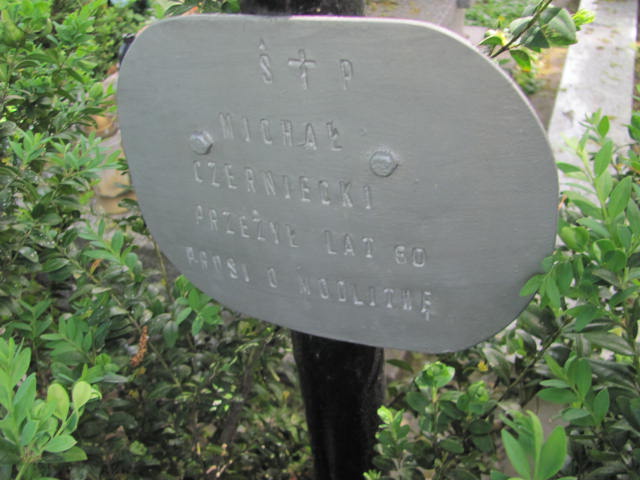 Ś † P
MICHAŁ
CZERNIECKI
PRZEŻYŁ LAT 60
PROSI O MODLITWĘ